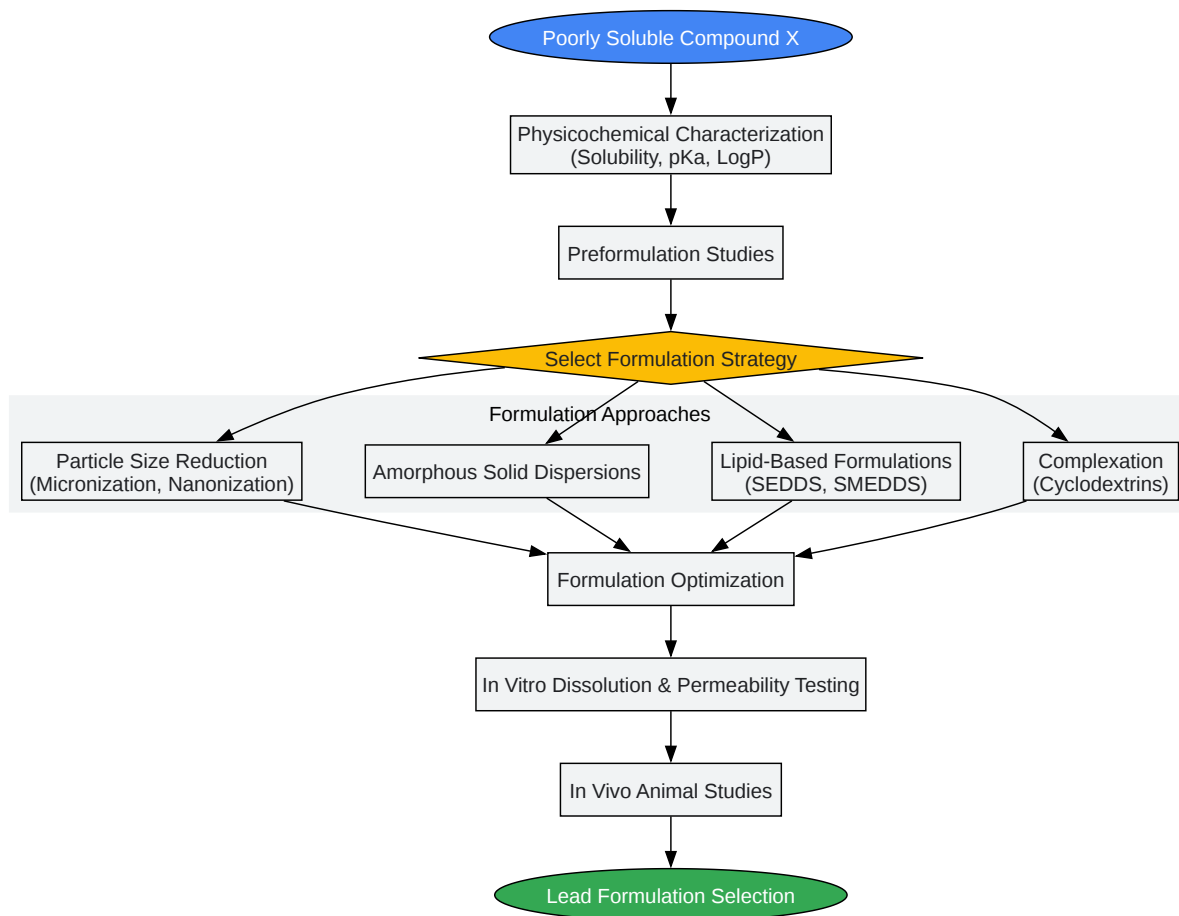 Poorly Soluble Compound X
Physicochemical Characterization
(Solubility, pKa, LogP)
Preformulation Studies
Select Formulation Strategy
Formulation Approaches
Particle Size Reduction
(Micronization, Nanonization)
Amorphous Solid Dispersions
Lipid-Based Formulations
(SEDDS, SMEDDS)
Complexation
(Cyclodextrins)
Formulation Optimization
In Vitro Dissolution & Permeability Testing
In Vivo Animal Studies
Lead Formulation Selection